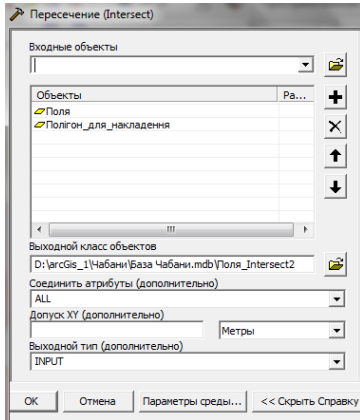 Пересечение (Intersect)
Входные объекты
Объекты Ра...
Поля
Полігон_для_накладення
Выходной класс объектов
D:\arcGis_1\Чабани\База Чабани.mdb\Поля_Intersect2
Соединить атрибуты (дополнительно)
ALL
Допуск XY (дополнительно)
Метры
Выходной тип (дополнительно)
INPUT
OK Отмена Параметры среды... << Скрыть Справку